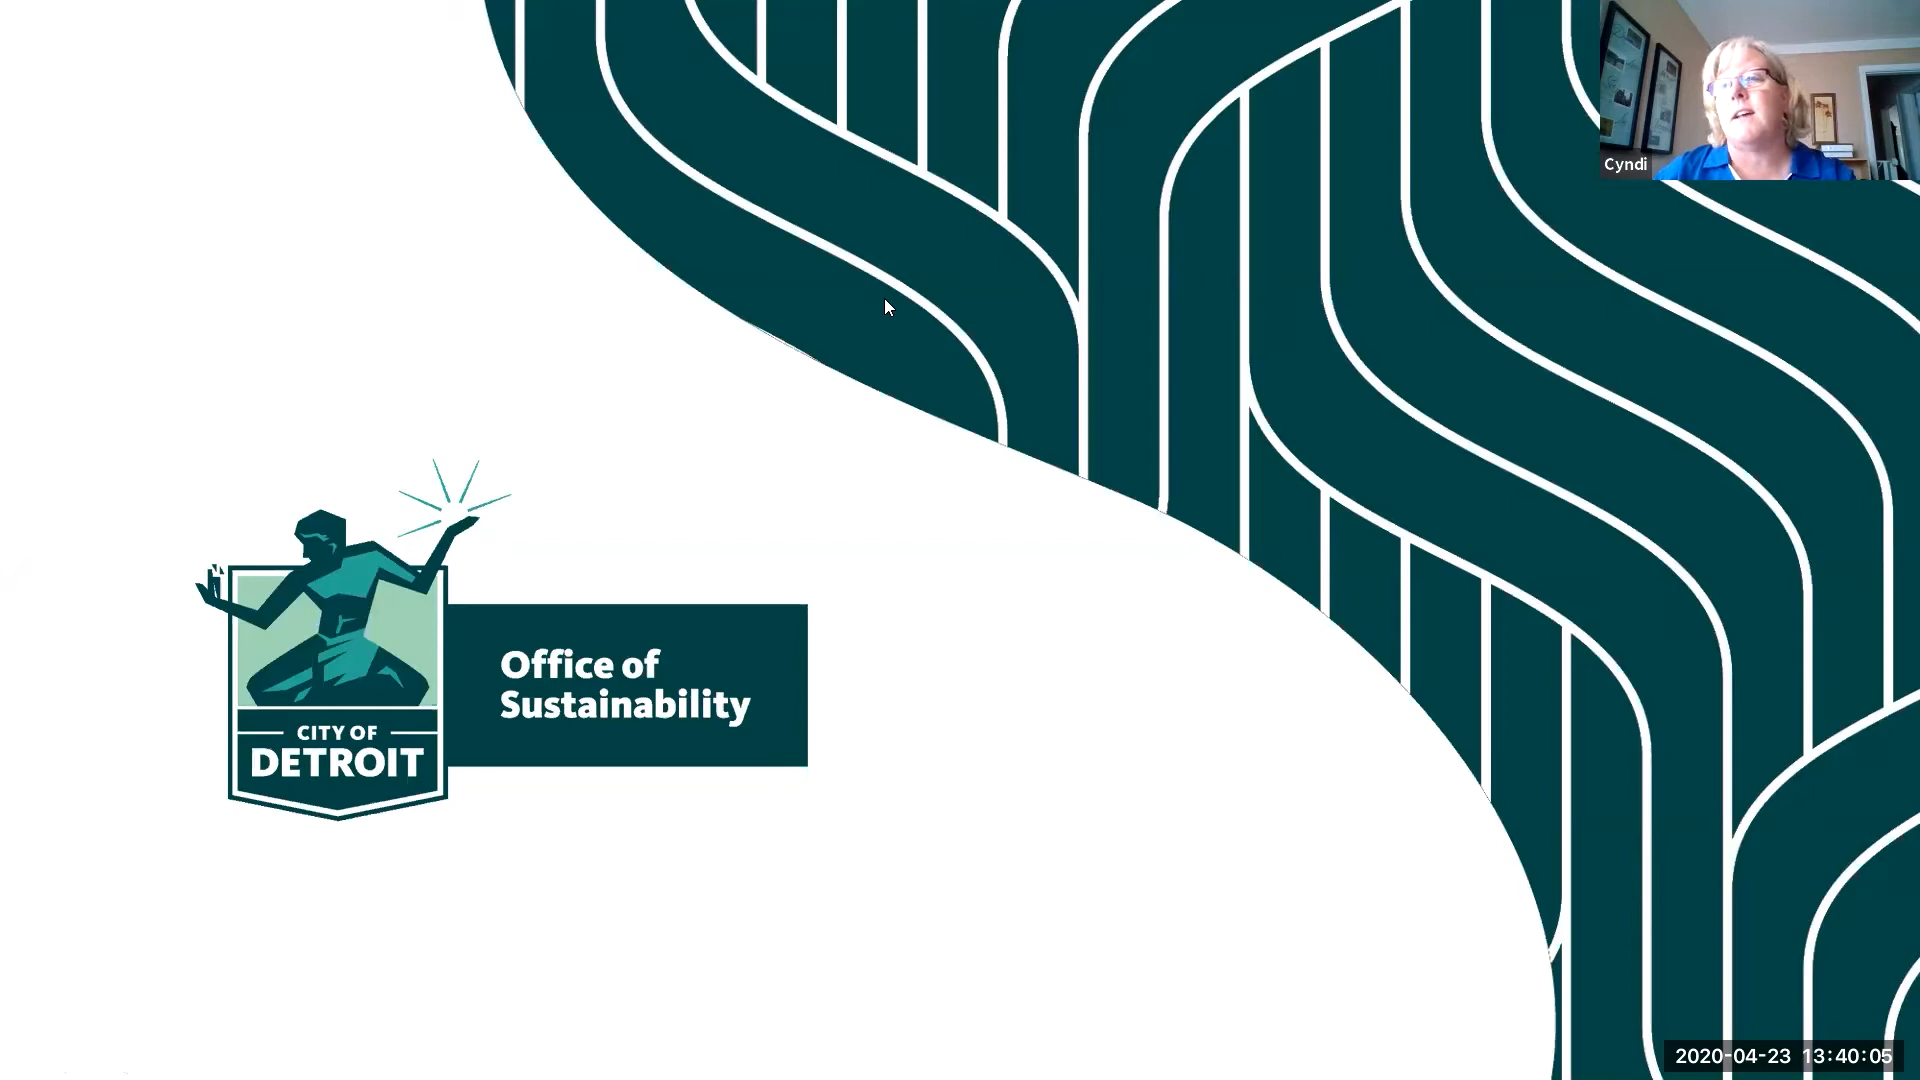 Cyndi
Office of
Sustainability
CITY OF
DETROIT
2020-04-23 13:40:05